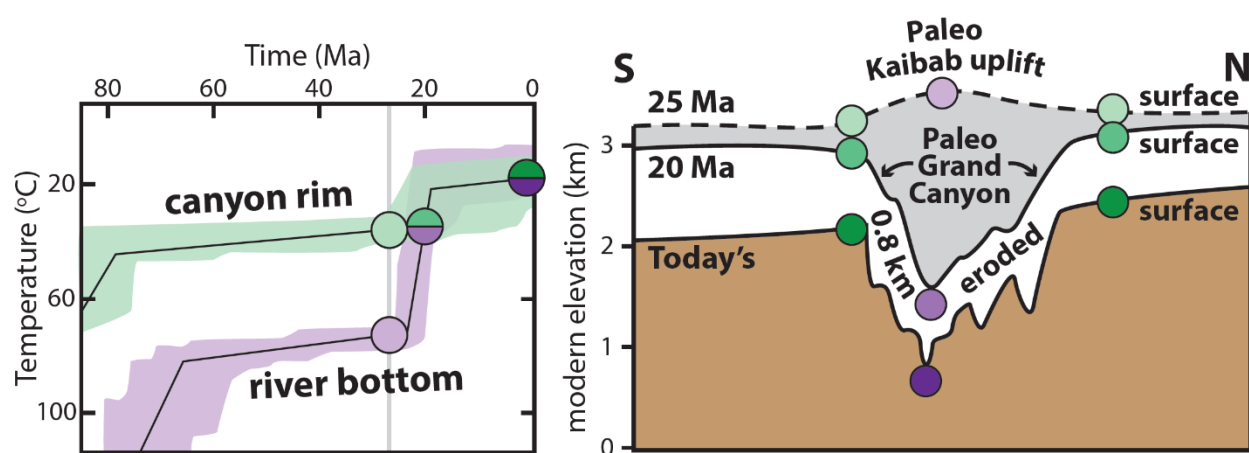 Time (Ma)
80 60 40 20 0
Temperature (°C)
20
60
100
canyon rim
river bottom
S
Paleo
Kaibab uplift
N
25 Ma
surface
20 Ma
surface
Paleo
Grand
Canyon
Today's
0.8 km
eroded
surface
modern elevation (km)
3
2
1
0